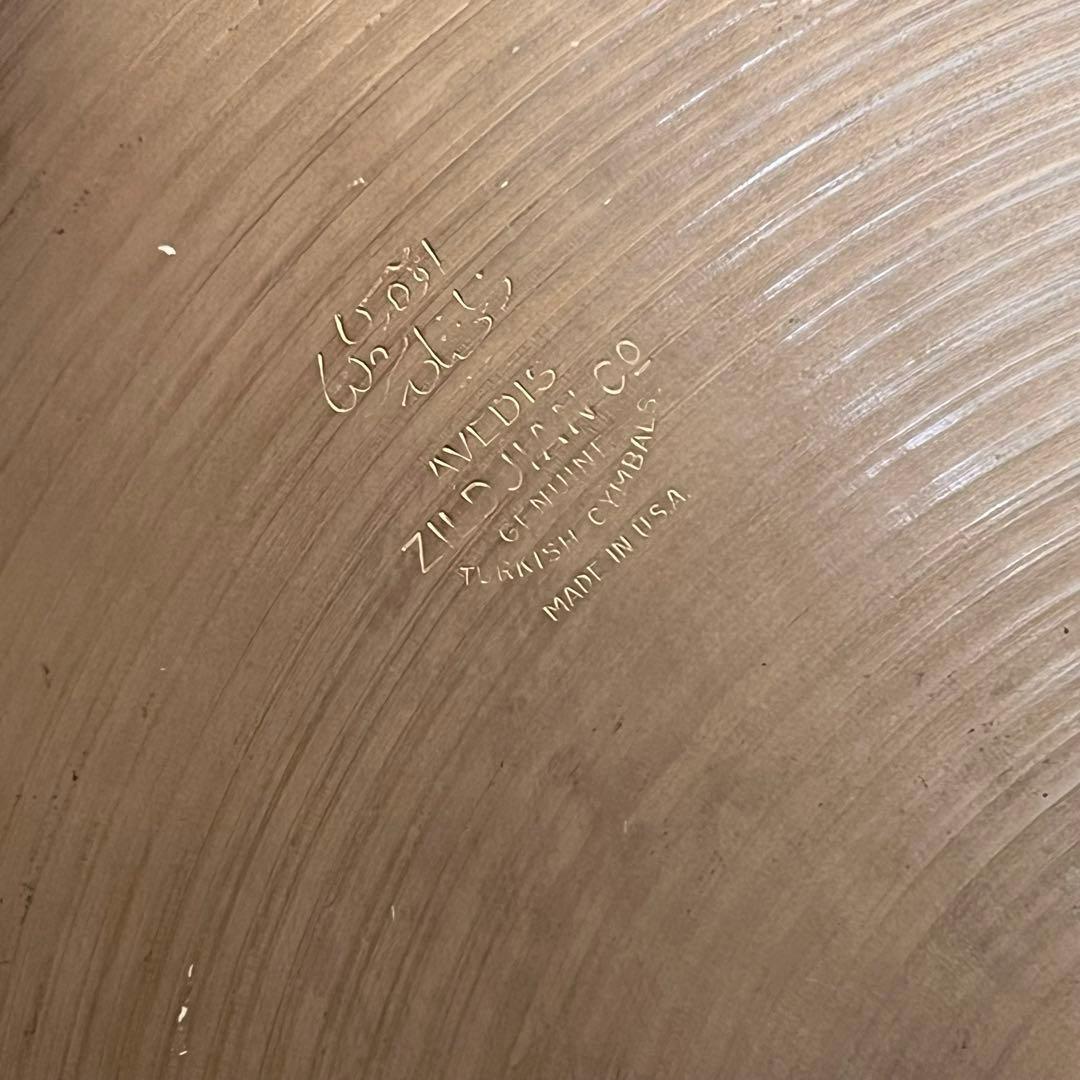 AVEDIS
ZILDJIAN CO
GENUINE
TURKISH CYMBALS
MADE IN U.S.A.